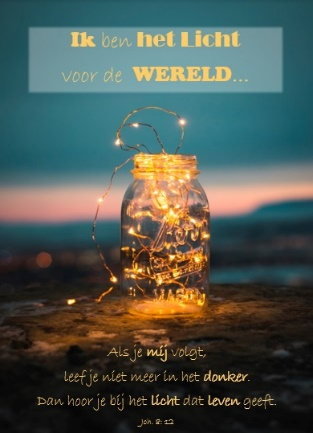 Ik ben het Licht
voor de WERELD...
MASON
Als je mij volgt,
leef je niet meer in het donker.
Dan hoor je bij het licht dat leven geeft.
Joh. 8: 12